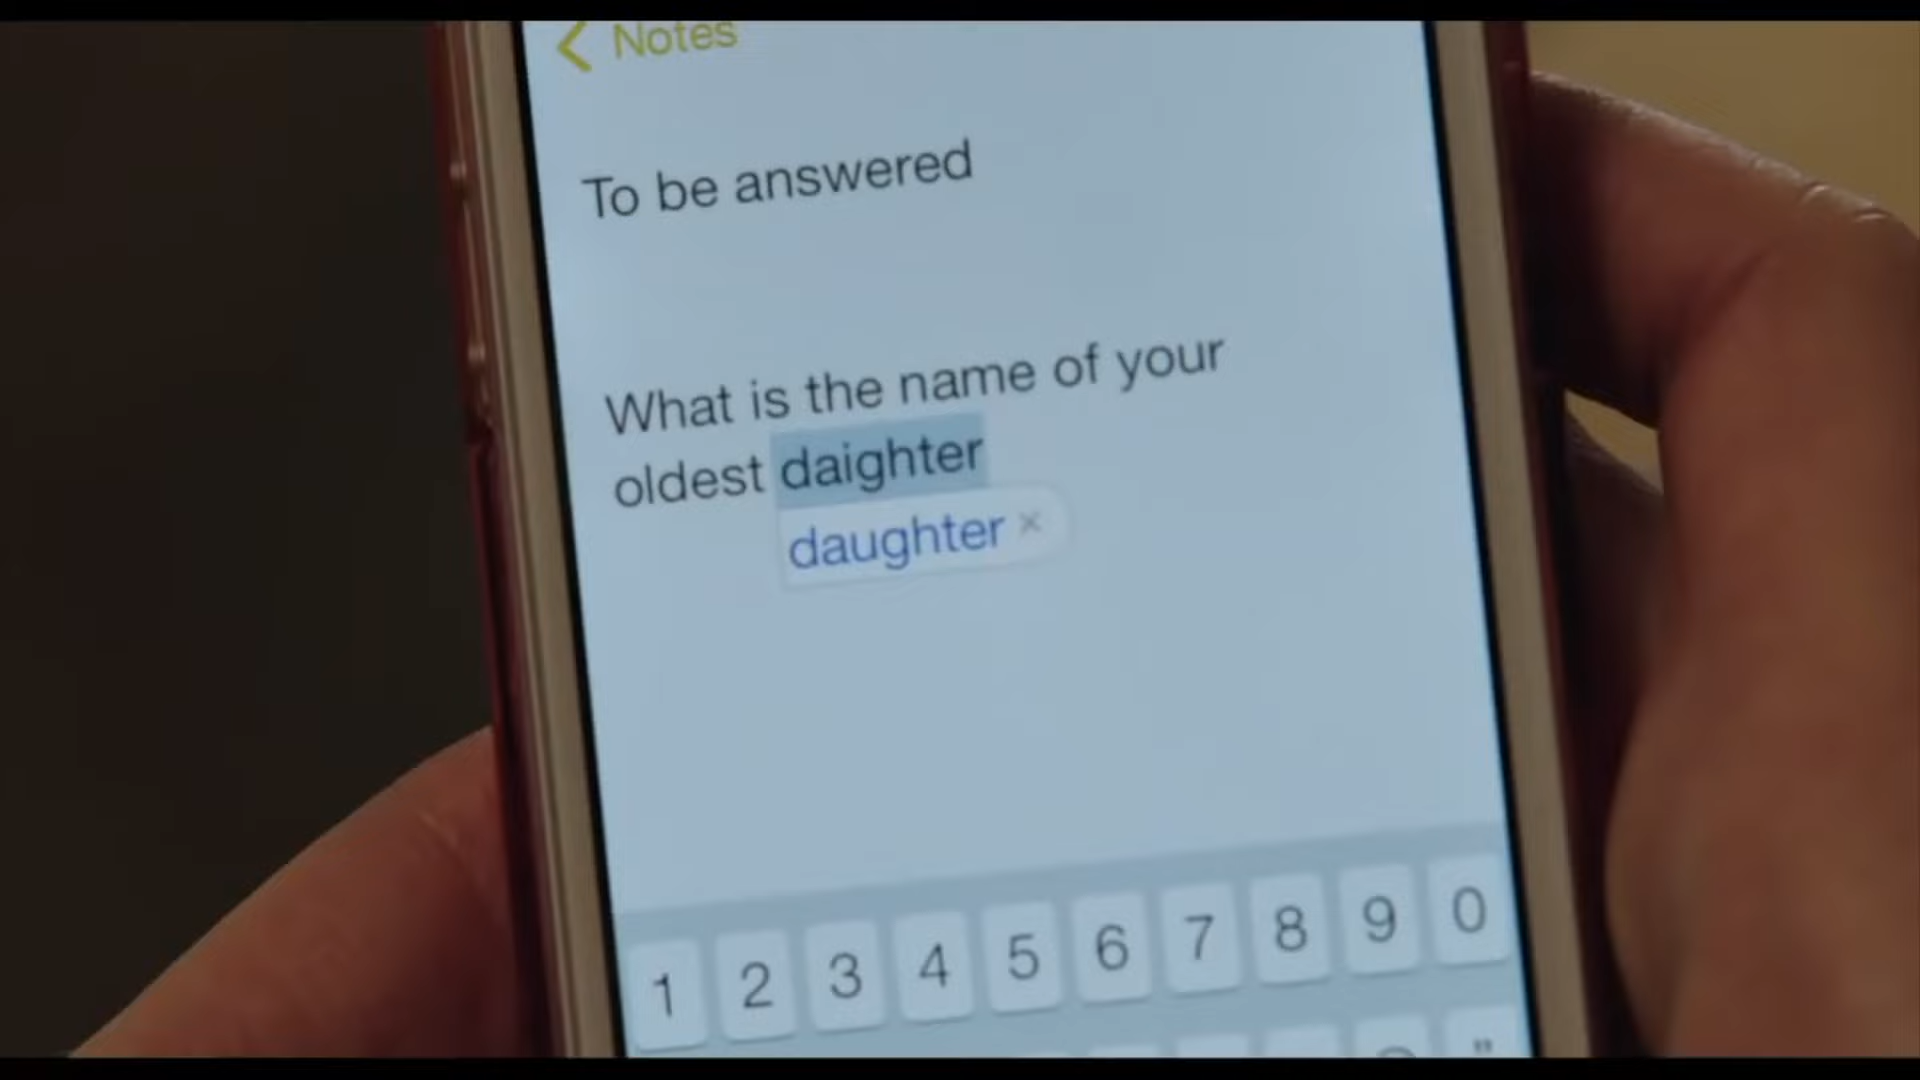 Notes
To be answered
What is the name of your
oldest daighter
daughter ×
1 2 3 4 5 6 7 8 9 0
"